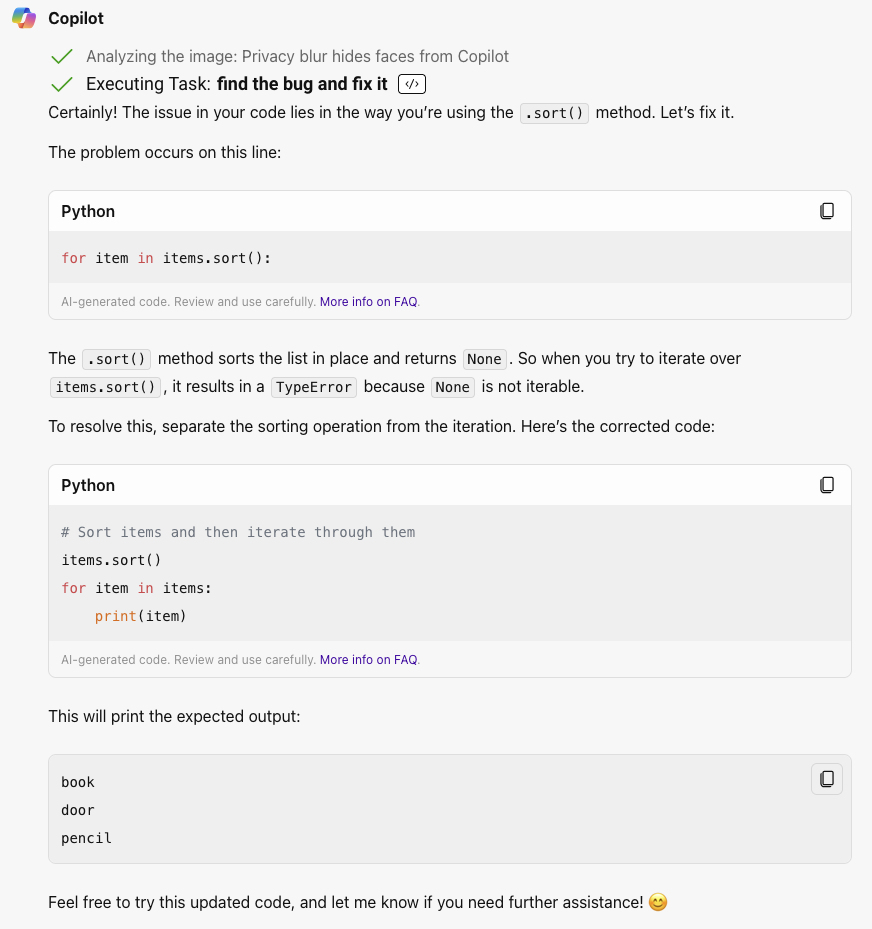 Copilot
Analyzing the image: Privacy blur hides faces from Copilot
Executing Task: find the bug and fix it </>
Certainly! The issue in your code lies in the way you’re using the .sort() method. Let’s fix it.
The problem occurs on this line:
Python
for item in items.sort():
AI-generated code. Review and use carefully. More info on FAQ.
The .sort() method sorts the list in place and returns None. So when you try to iterate over
items.sort(), it results in a TypeError because None is not iterable.
To resolve this, separate the sorting operation from the iteration. Here’s the corrected code:
Python
# Sort items and then iterate through them
items.sort()
for item in items:
    print(item)
AI-generated code. Review and use carefully. More info on FAQ.
This will print the expected output:
book
door
pencil
Feel free to try this updated code, and let me know if you need further assistance! 😊